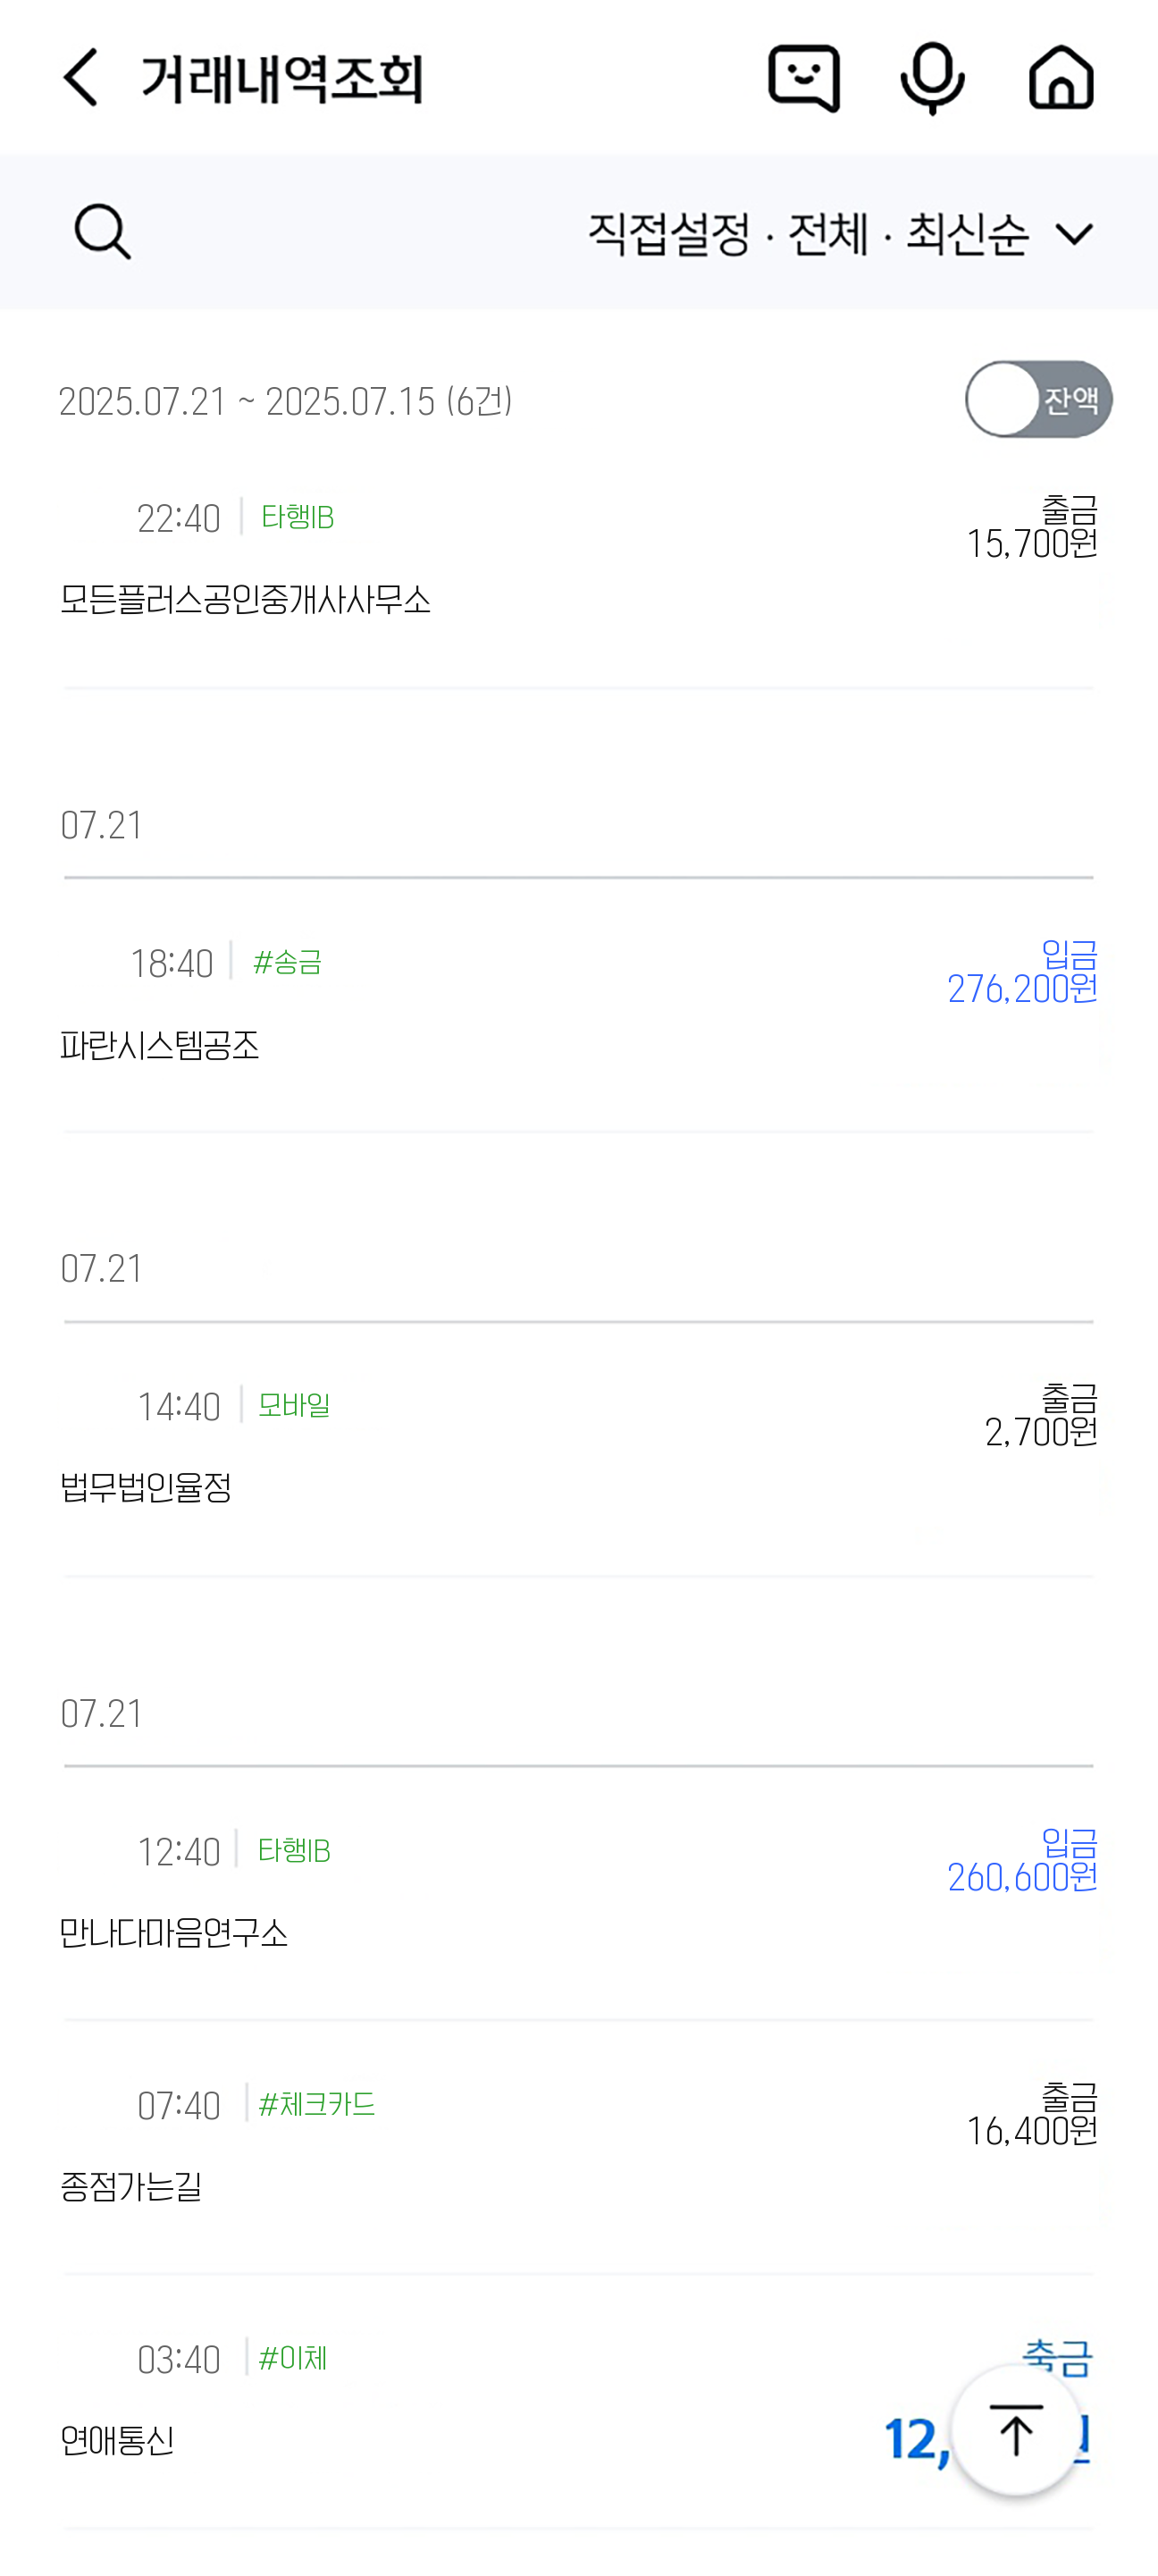 거래내역조회
직접설정 · 전체 · 최신순
2025.07.21 ~ 2025.07.15 (6건)
잔액
22:40 타행IB
출금
15,700원
모든플러스공인중개사사무소
07.21
18:40 #송금
입금
276,200원
파란시스템공조
07.21
14:40 모바일
출금
2,700원
법무법인율정
07.21
12:40 타행IB
입금
260,600원
만나다마음연구소
07:40 #체크카드
출금
16,400원
종점가는길
03:40 #이체
출금
12,
연애통신